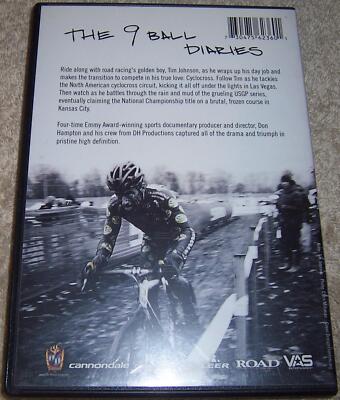 THE 9 BALL
DIARIES
Ride along with road racing's golden boy, Tim Johnson, as he wraps up his day job and
makes the transition to compete in his true love: Cyclocross. Follow Tim as he tackles
the North American cyclocross circuit, kicking it all off under the lights in Las Vegas.
Then watch as he battles through the rain and mud of the grueling USGP series,
eventually claiming the National Championship title on a brutal, frozen course in
Kansas City.
Four-time Emmy Award-winning sports documentary producer and director, Don
Hampton and his crew from DH Productions captured all of the drama and triumph in
pristine high definition.
cannondale
ROAD
VAS